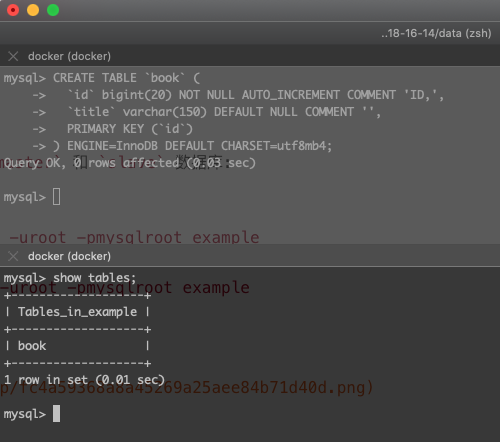 ..18-16-14/data (zsh)
docker (docker)
mysql> CREATE TABLE `book` (
    ->   `id` bigint(20) NOT NULL AUTO_INCREMENT COMMENT 'ID,',
    ->   `title` varchar(150) DEFAULT NULL COMMENT '',
    ->   PRIMARY KEY (`id`)
    -> ) ENGINE=InnoDB DEFAULT CHARSET=utf8mb4;
Query OK, 0 rows affected (0.03 sec)
mysql>
-uroot -pmysqlroot example
docker (docker)
mysql> show tables;
-uroot -pmysqlroot example
+-------------------+
| Tables_in_example |
+-------------------+
| book              |
+-------------------+
1 row in set (0.01 sec)
p/fc4a59368a8a45269a25aee84b71d40d.png)
mysql>